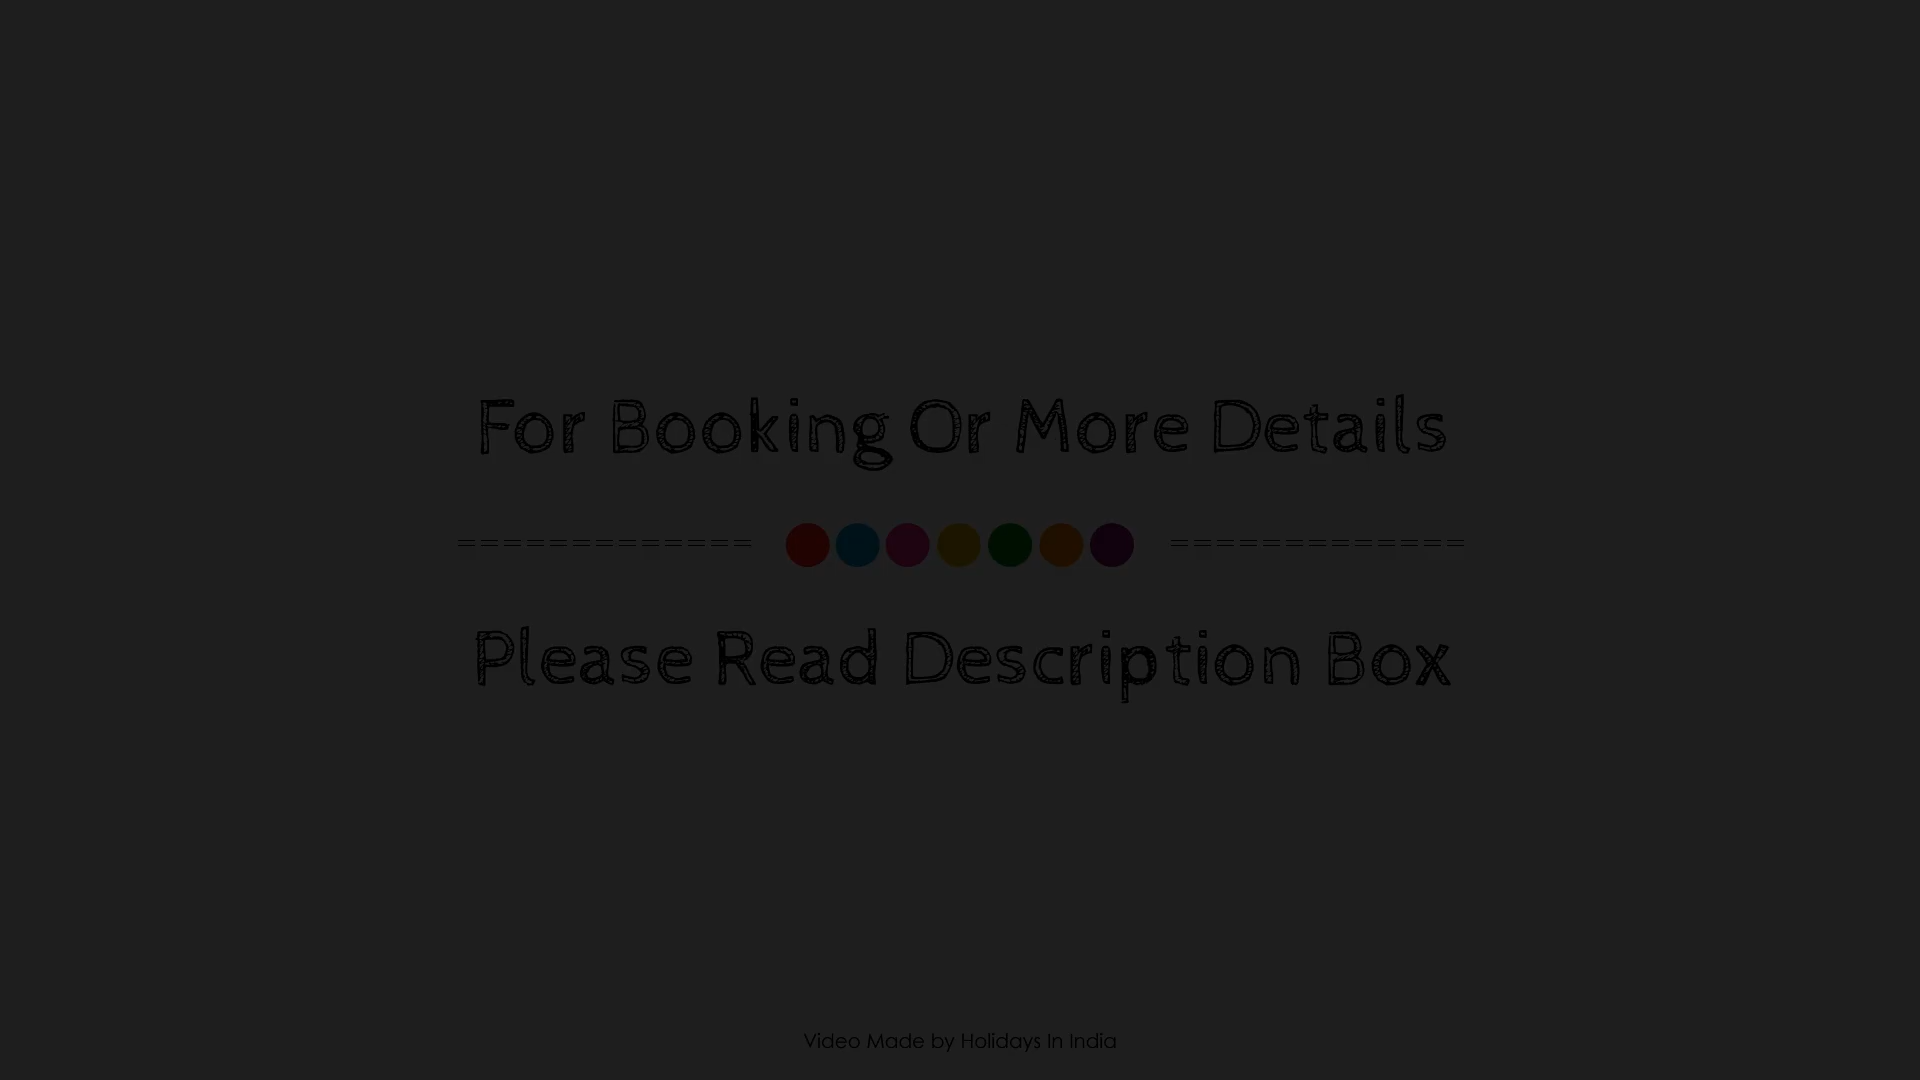 For Booking Or More Details
============= =============
Please Read Description Box
Video Made by Holidays In India